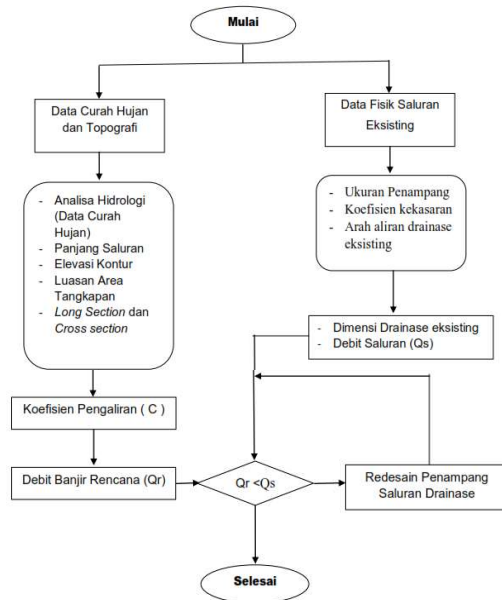 Mulai
Data Curah Hujan
dan Topografi
Data Fisik Saluran
Eksisting
- Analisa Hidrologi
(Data Curah
Hujan)
- Panjang Saluran
- Elevasi Kontur
- Luasan Area
Tangkapan
- Long Section dan
Cross section
- Ukuran Penampang
- Koefisien kekasaran
- Arah aliran drainase
eksisting
- Dimensi Drainase eksisting
- Debit Saluran (Qs)
Koefisien Pengaliran ( C )
Debit Banjir Rencana (Qr)
Qr <Qs
Redesain Penampang
Saluran Drainase
Selesai